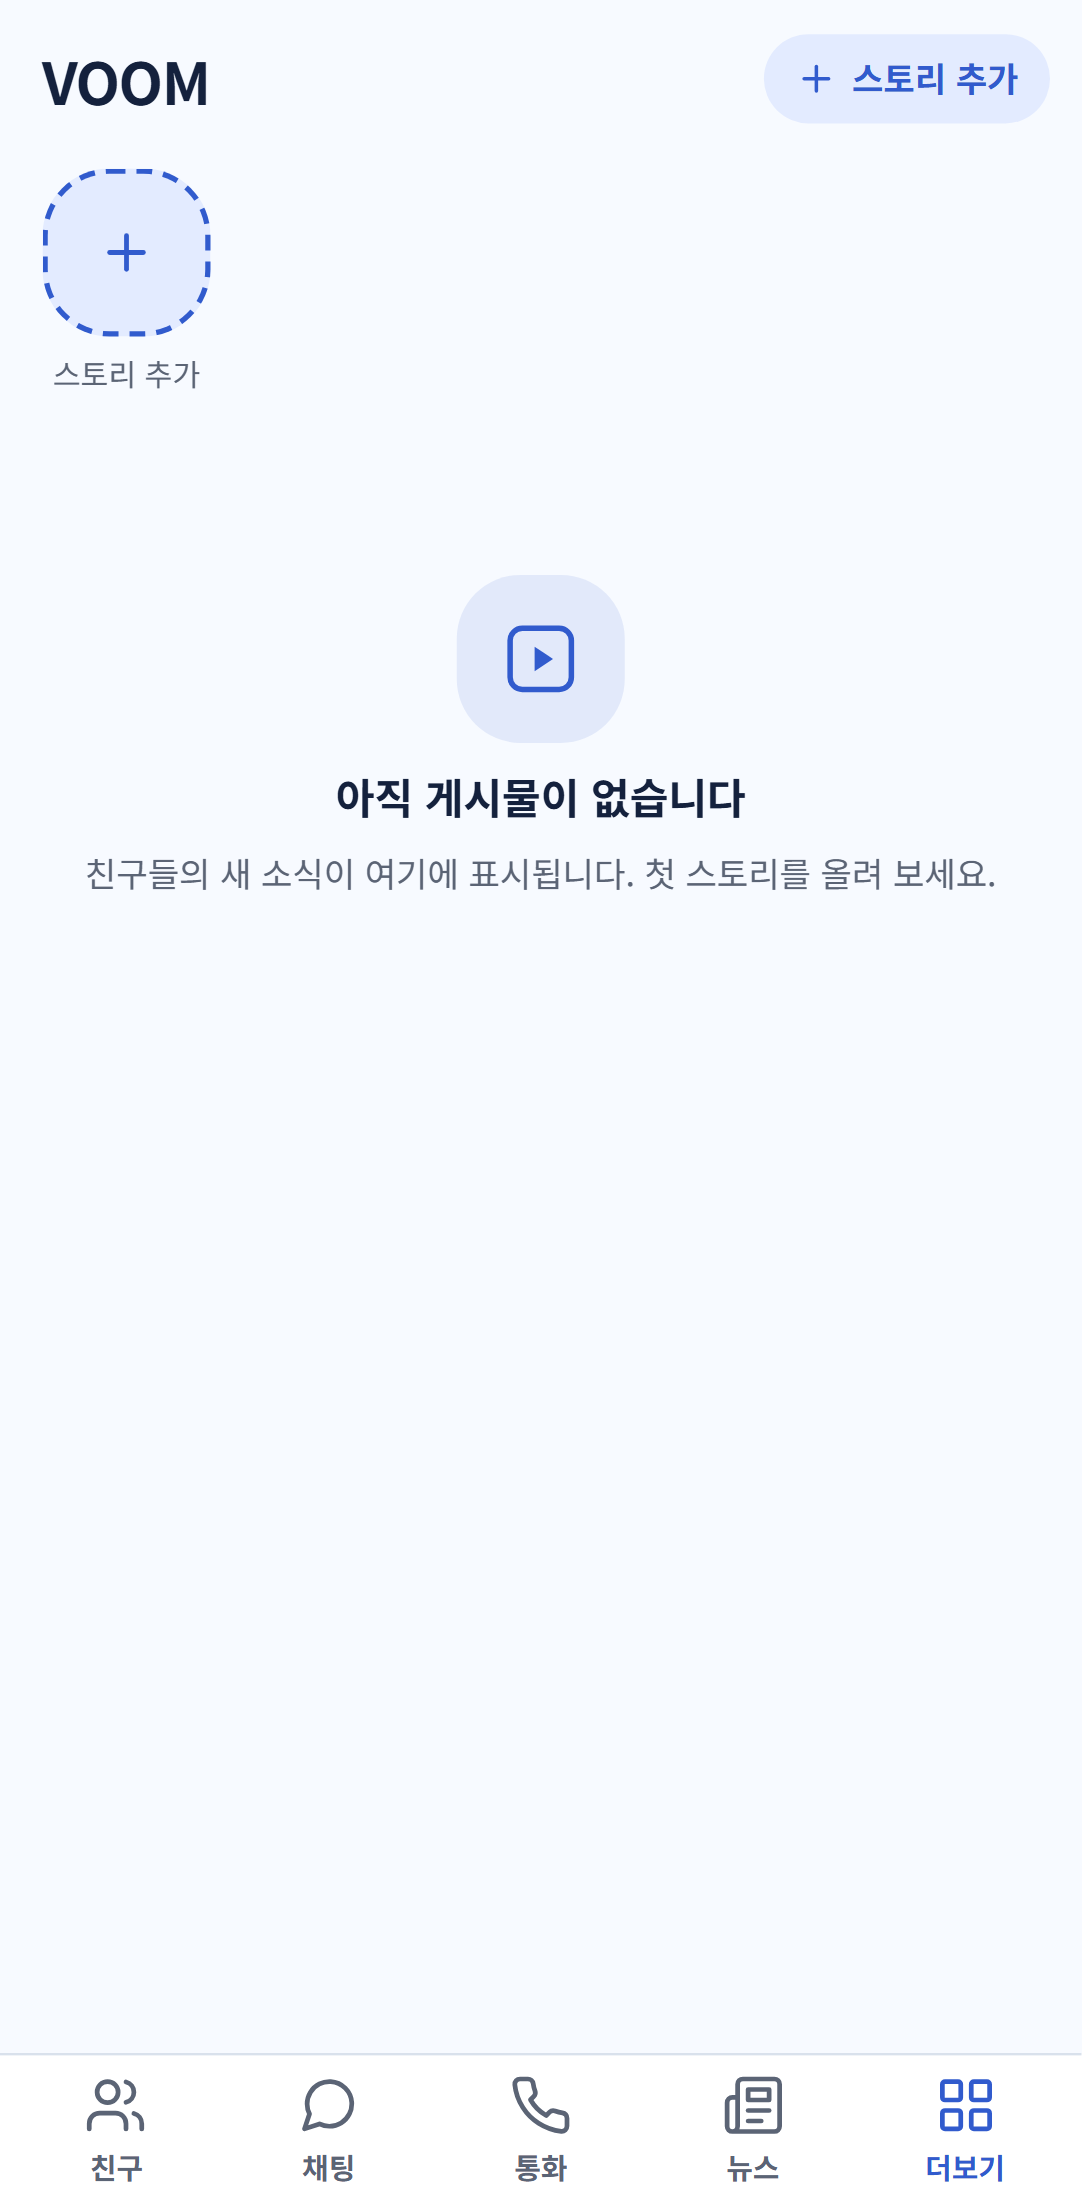 VOOM
스토리 추가
스토리 추가
아직 게시물이 없습니다
친구들의 새 소식이 여기에 표시됩니다. 첫 스토리를 올려 보세요.
친구
채팅
통화
뉴스
더보기